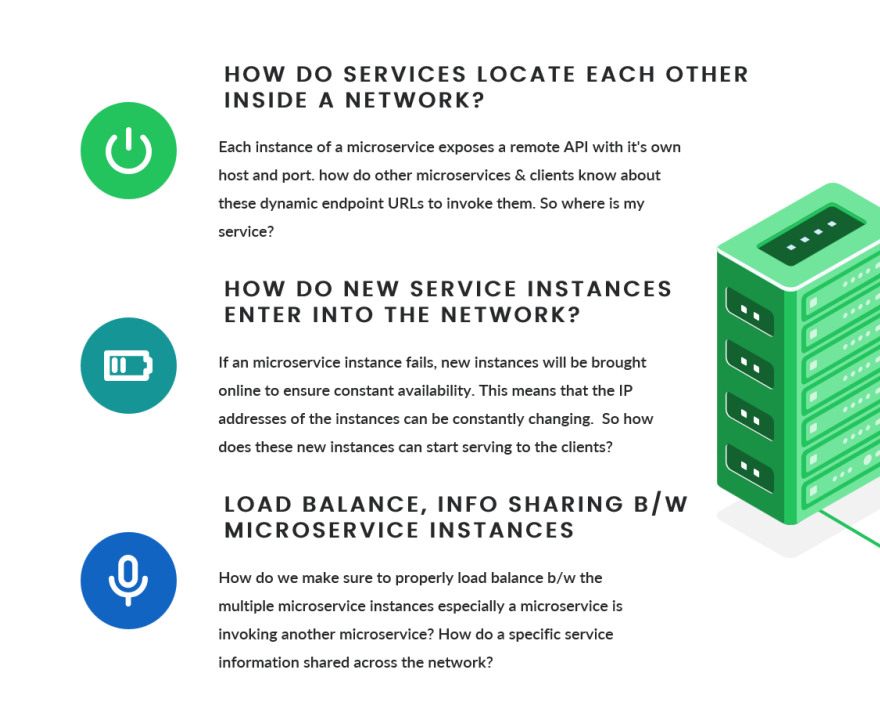 HOW DO SERVICES LOCATE EACH OTHER
INSIDE A NETWORK?
Each instance of a microservice exposes a remote API with it's own
host and port. how do other microservices & clients know about
these dynamic endpoint URLs to invoke them. So where is my
service?
HOW DO NEW SERVICE INSTANCES
ENTER INTO THE NETWORK?
If an microservice instance fails, new instances will be brought
online to ensure constant availability. This means that the IP
addresses of the instances can be constantly changing.  So how
does these new instances can start serving to the clients?
LOAD BALANCE, INFO SHARING B/W
MICROSERVICE INSTANCES
How do we make sure to properly load balance b/w the
multiple microservice instances especially a microservice is
invoking another microservice? How do a specific service
information shared across the network?